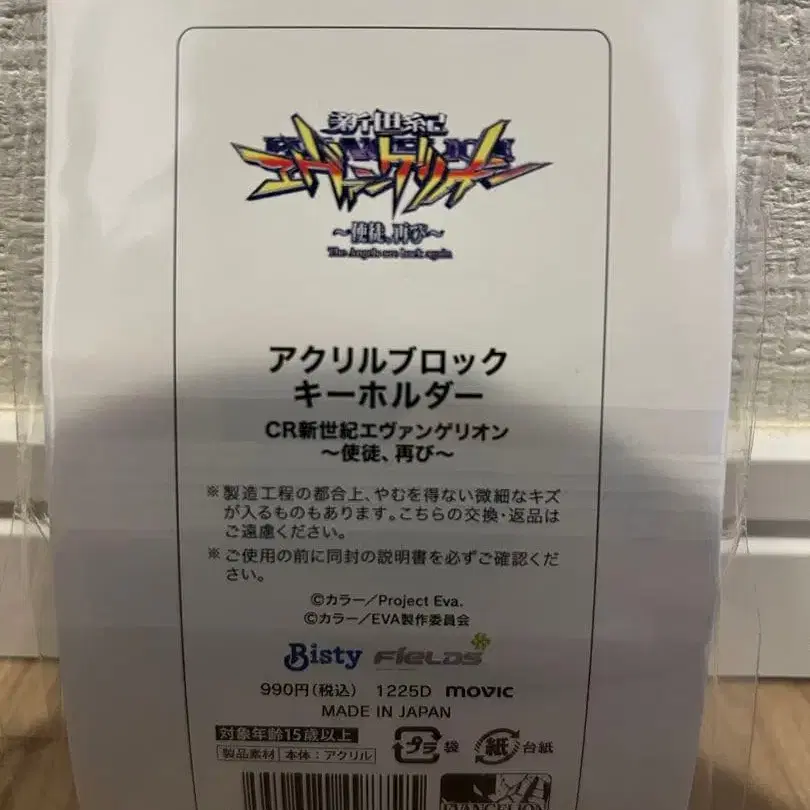 新世紀
エヴァンゲリオン
～使徒、再び～
The Angels are back again
アクリルブロック
キーホルダー
CR新世紀エヴァンゲリオン
～使徒、再び～
※製造工程の都合上、やむを得ない微細なキズ
が入るものもあります。こちらの交換・返品は
ご遠慮ください。
※ご使用の前に同封の説明書を必ずご確認くだ
さい。
©カラー／Project Eva.
©カラー／EVA製作委員会
Bisty FIELDS
990円（税込） 1225D movic
MADE IN JAPAN
対象年齢15歳以上
製品素材 本体：アクリル
プラ 袋 紙 台紙
EVANGELION